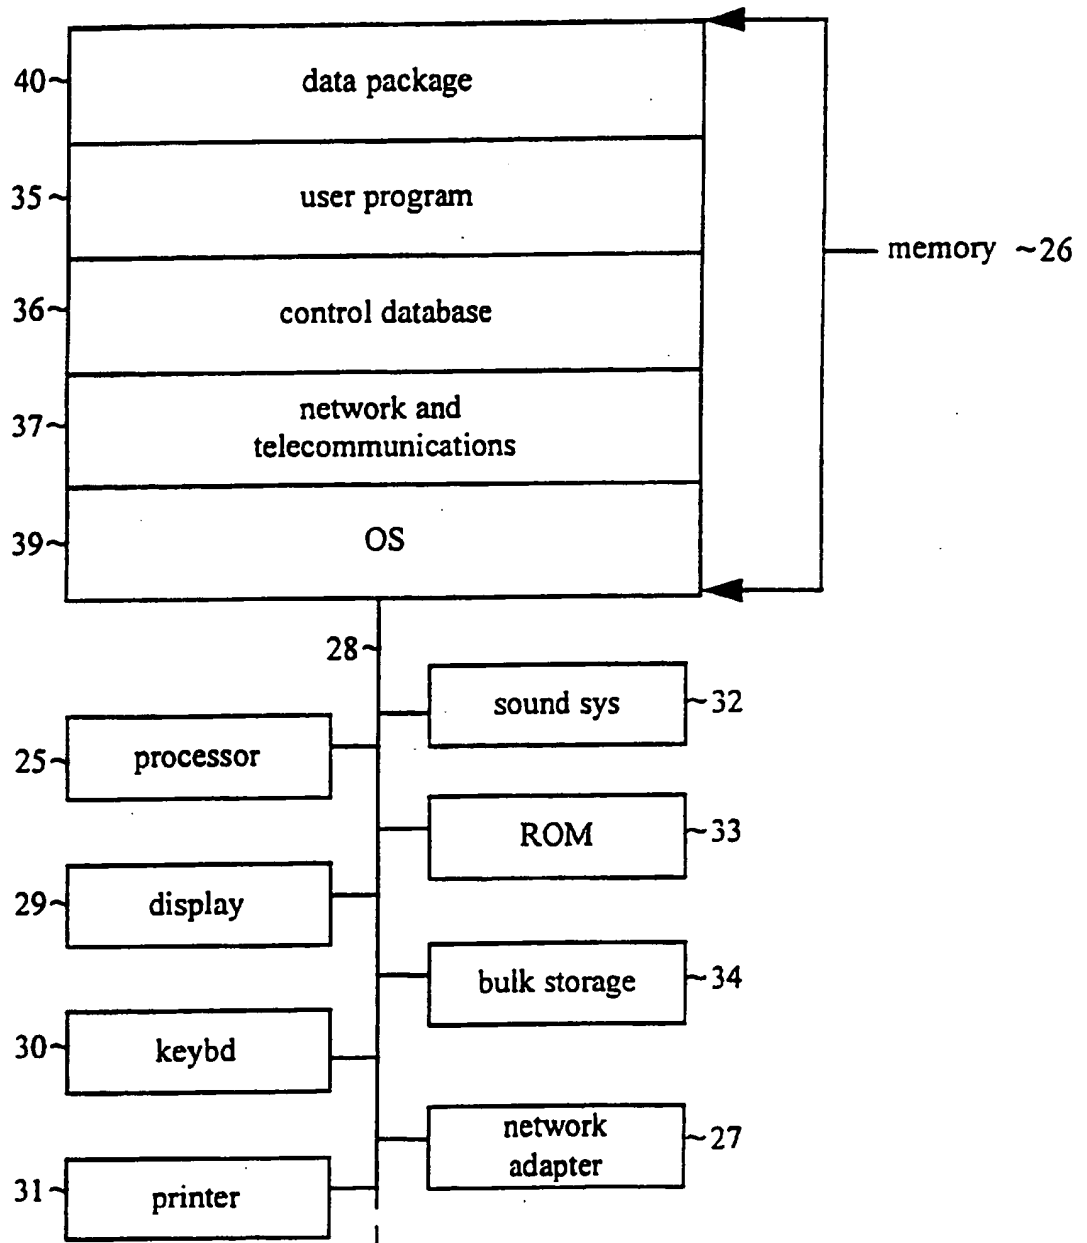 40~ data package
35~ user program
memory ~26
36~ control database
37~ network and
telecommunications
39~ OS
28~
sound sys ~32
25~ processor
ROM ~33
29~ display
bulk storage ~34
30~ keybd
network
adapter ~27
31~ printer